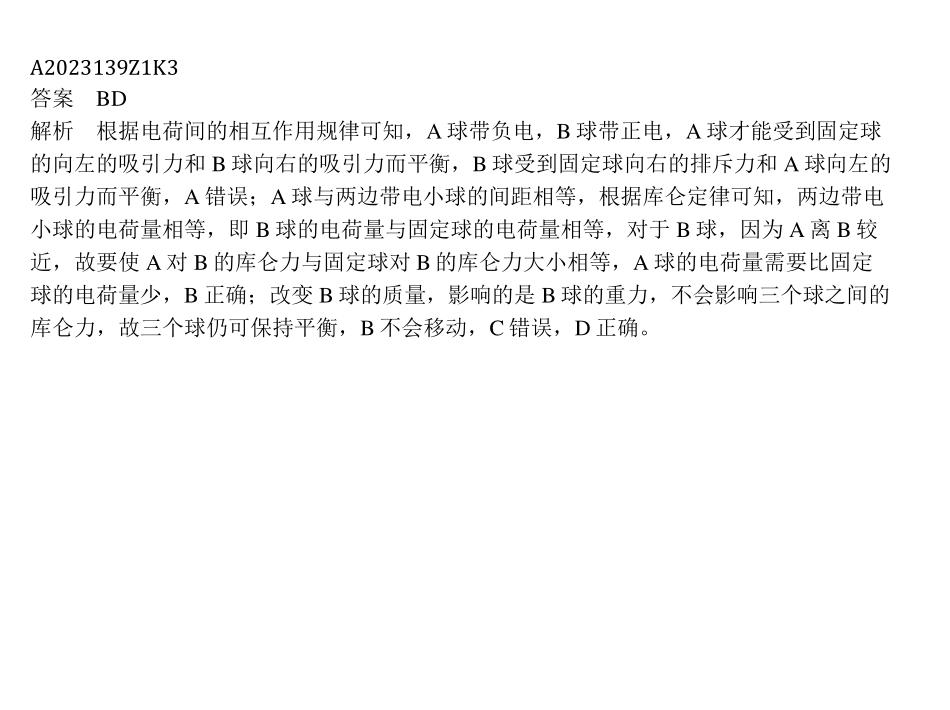 A2023139Z1K3
答案　BD
解析　根据电荷间的相互作用规律可知，A 球带负电，B 球带正电，A 球才能受到固定球
的向左的吸引力和 B 球向右的吸引力而平衡，B 球受到固定球向右的排斥力和 A 球向左的
吸引力而平衡，A 错误；A 球与两边带电小球的间距相等，根据库仑定律可知，两边带电
小球的电荷量相等，即 B 球的电荷量与固定球的电荷量相等，对于 B 球，因为 A 离 B 较
近，故要使 A 对 B 的库仑力与固定球对 B 的库仑力大小相等，A 球的电荷量需要比固定
球的电荷量少，B 正确；改变 B 球的质量，影响的是 B 球的重力，不会影响三个球之间的
库仑力，故三个球仍可保持平衡，B 不会移动，C 错误，D 正确。